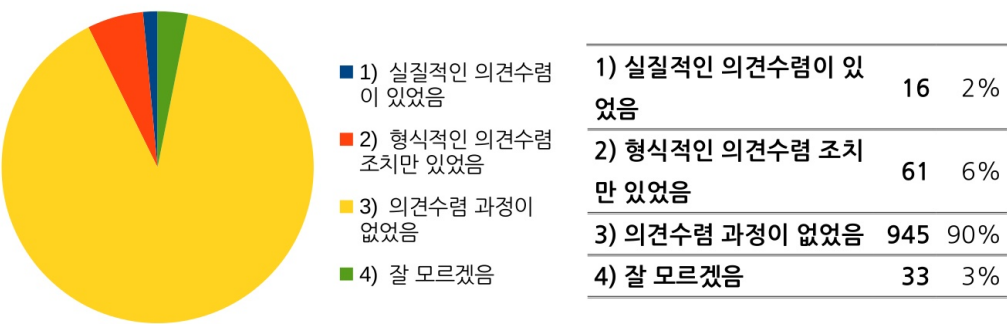 1) 실질적인 의견수렴
이 있었음
2) 형식적인 의견수렴
조치만 있었음
3) 의견수렴 과정이
없었음
4) 잘 모르겠음
1) 실질적인 의견수렴이 있
었음 16 2%
2) 형식적인 의견수렴 조치
만 있었음 61 6%
3) 의견수렴 과정이 없었음 945 90%
4) 잘 모르겠음 33 3%